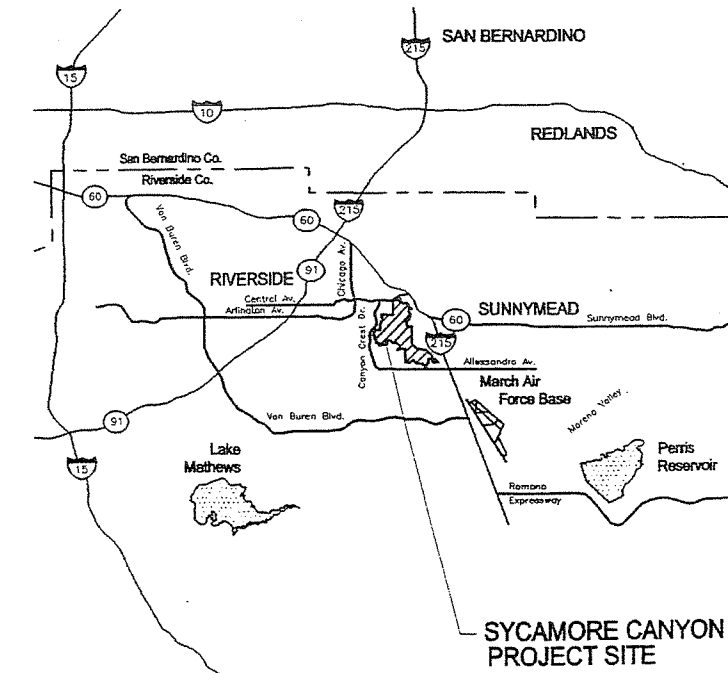 215
SAN BERNARDINO
15
10
REDLANDS
San Bernardino Co.
Riverside Co.
60
Van Buren Blvd.
60
215
Chicago Av.
91
RIVERSIDE
Central Av.
Arlington Av.
Canyon Crest Dr.
60
SUNNYMEAD
Sunnymead Blvd.
215
Allessandro Av.
March Air
Force Base
91
Van Buren Blvd.
Moreno Valley
15
Lake
Mathews
Perris
Reservoir
Romona
Expressway
SYCAMORE CANYON
PROJECT SITE